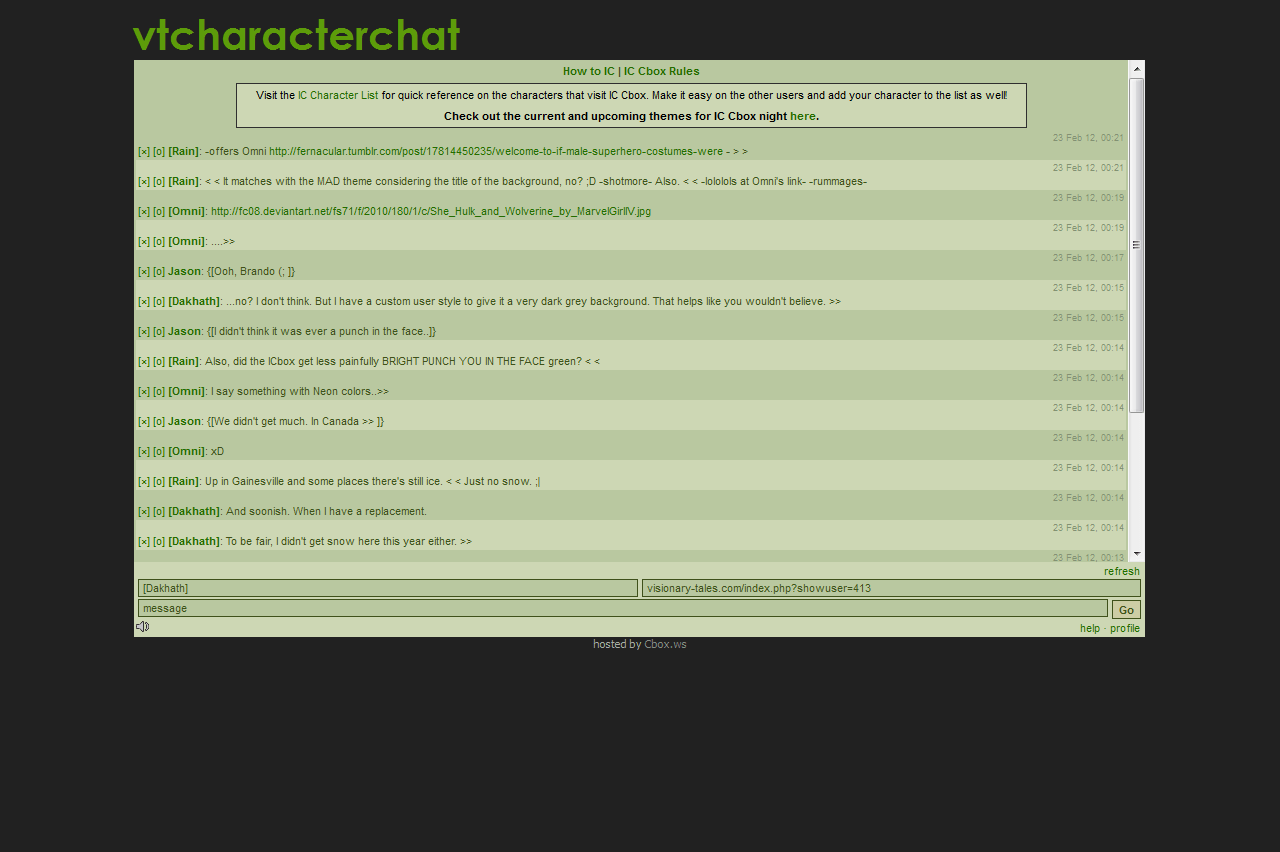 vtcharacterchat
How to IC | IC Cbox Rules
Visit the IC Character List for quick reference on the characters that visit IC Cbox. Make it easy on the other users and add your character to the list as well!
Check out the current and upcoming themes for IC Cbox night here.
23 Feb 12, 00:21
[×] [o] [Rain]: -offers Omni http://fernacular.tumblr.com/post/17814450235/welcome-to-if-male-superhero-costumes-were - > >
23 Feb 12, 00:21
[×] [o] [Rain]: < < It matches with the MAD theme considering the title of the background, no? ;D -shotmore- Also. < < -lololols at Omni's link- -rummages-
23 Feb 12, 00:19
[×] [o] [Omni]: http://fc08.deviantart.net/fs71/f/2010/180/1/c/She_Hulk_and_Wolverine_by_MarvelGirlIV.jpg
23 Feb 12, 00:19
[×] [o] [Omni]: ....>>
23 Feb 12, 00:17
[×] [o] Jason: {[Ooh, Brando (; ]}
23 Feb 12, 00:15
[×] [o] [Dakhath]: ...no? I don't think. But I have a custom user style to give it a very dark grey background. That helps like you wouldn't believe. >>
23 Feb 12, 00:15
[×] [o] Jason: {[I didn't think it was ever a punch in the face..]}
23 Feb 12, 00:14
[×] [o] [Rain]: Also, did the ICbox get less painfully BRIGHT PUNCH YOU IN THE FACE green? < <
23 Feb 12, 00:14
[×] [o] [Omni]: I say something with Neon colors..>>
23 Feb 12, 00:14
[×] [o] Jason: {[We didn't get much. In Canada >> ]}
23 Feb 12, 00:14
[×] [o] [Omni]: xD
23 Feb 12, 00:14
[×] [o] [Rain]: Up in Gainesville and some places there's still ice. < < Just no snow. ;|
23 Feb 12, 00:14
[×] [o] [Dakhath]: And soonish. When I have a replacement.
23 Feb 12, 00:14
[×] [o] [Dakhath]: To be fair, I didn't get snow here this year either. >>
23 Feb 12, 00:13
refresh
[Dakhath] visionary-tales.com/index.php?showuser=413
message Go
help · profile
hosted by Cbox.ws